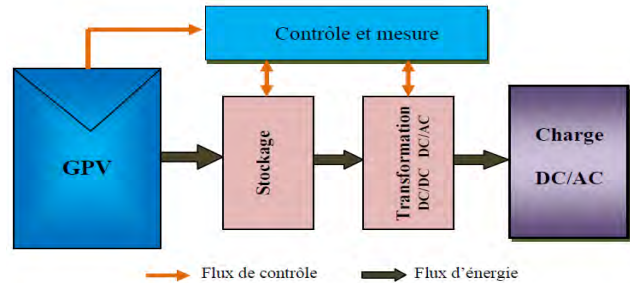 Contrôle et mesure
GPV
Stockage
Transformation
DC/DC DC/AC
Charge
DC/AC
Flux de contrôle
Flux d'énergie